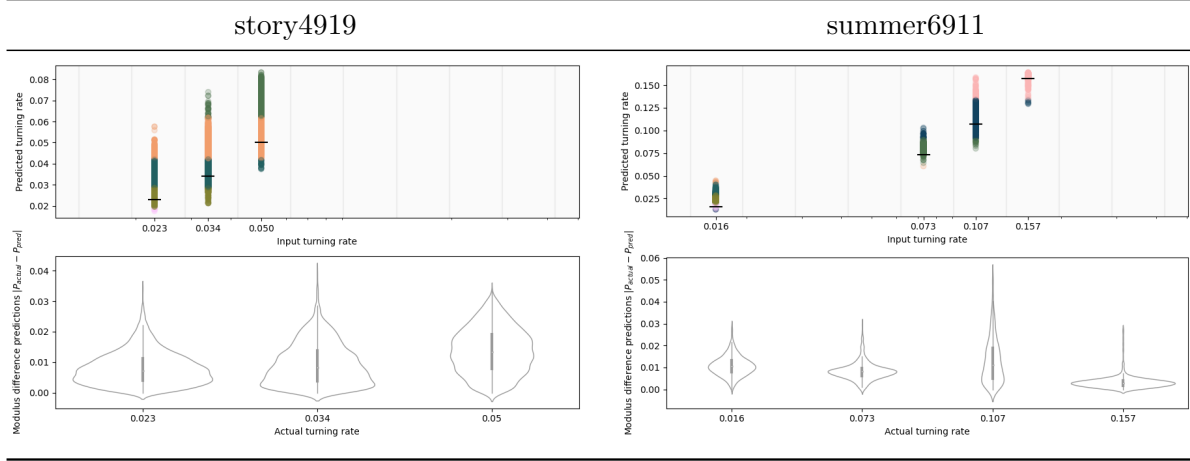 story4919
summer6911
Predicted turning rate
0.08
0.07
0.06
0.05
0.04
0.03
0.02
0.023 0.034 0.050
Input turning rate
Predicted turning rate
0.150
0.125
0.100
0.075
0.050
0.025
0.016 0.073 0.107 0.157
Input turning rate
Modulus difference predictions |P_actual − P_pred|
0.04
0.03
0.02
0.01
0.00
0.023 0.034 0.05
Actual turning rate
Modulus difference predictions |P_actual − P_pred|
0.06
0.05
0.04
0.03
0.02
0.01
0.00
0.016 0.073 0.107 0.157
Actual turning rate